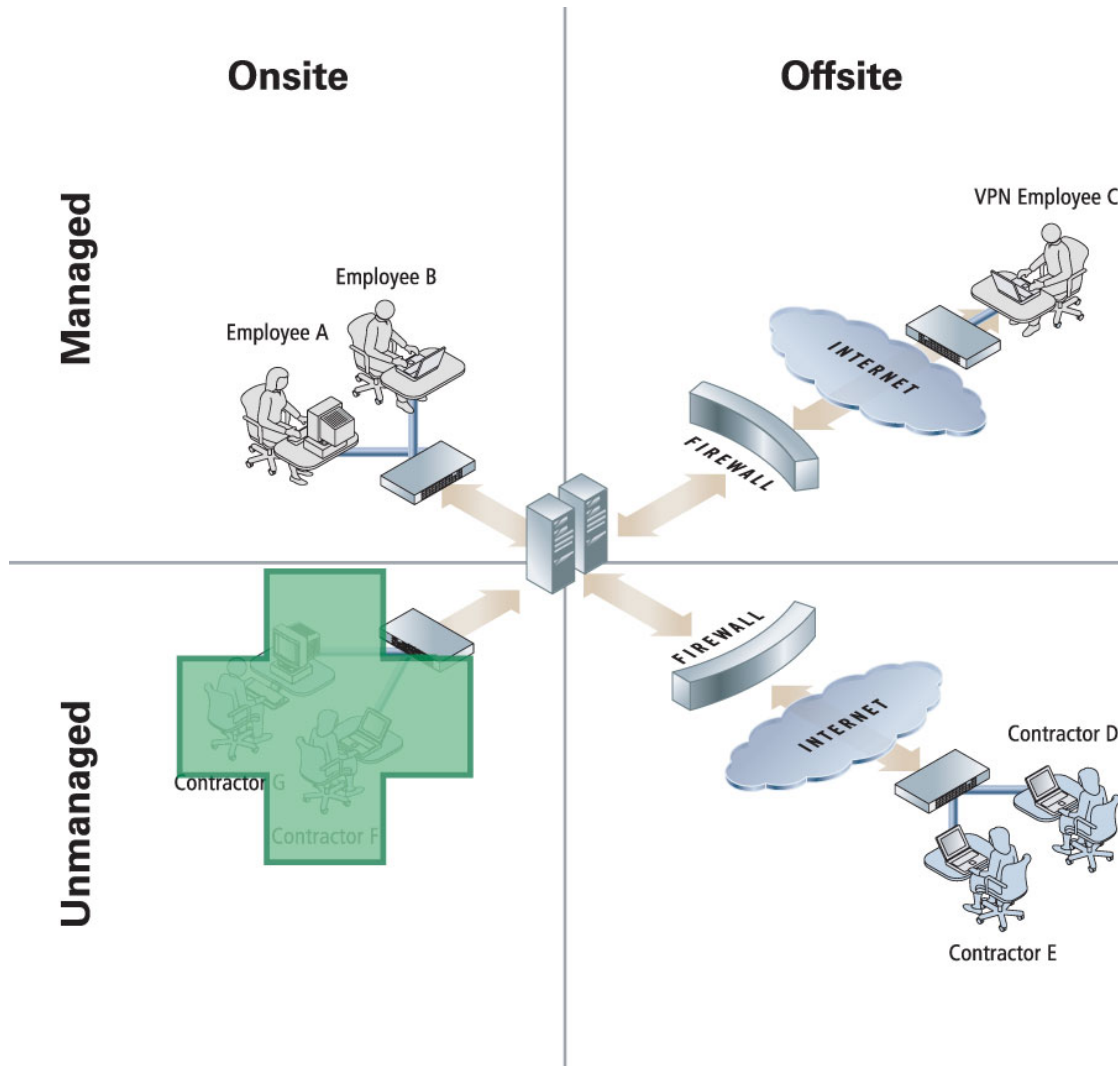 Onsite
Offsite
Managed
VPN Employee C
Employee B
Employee A
INTERNET
FIREWALL
Unmanaged
FIREWALL
INTERNET
Contractor D
Contractor G
Contractor F
Contractor E